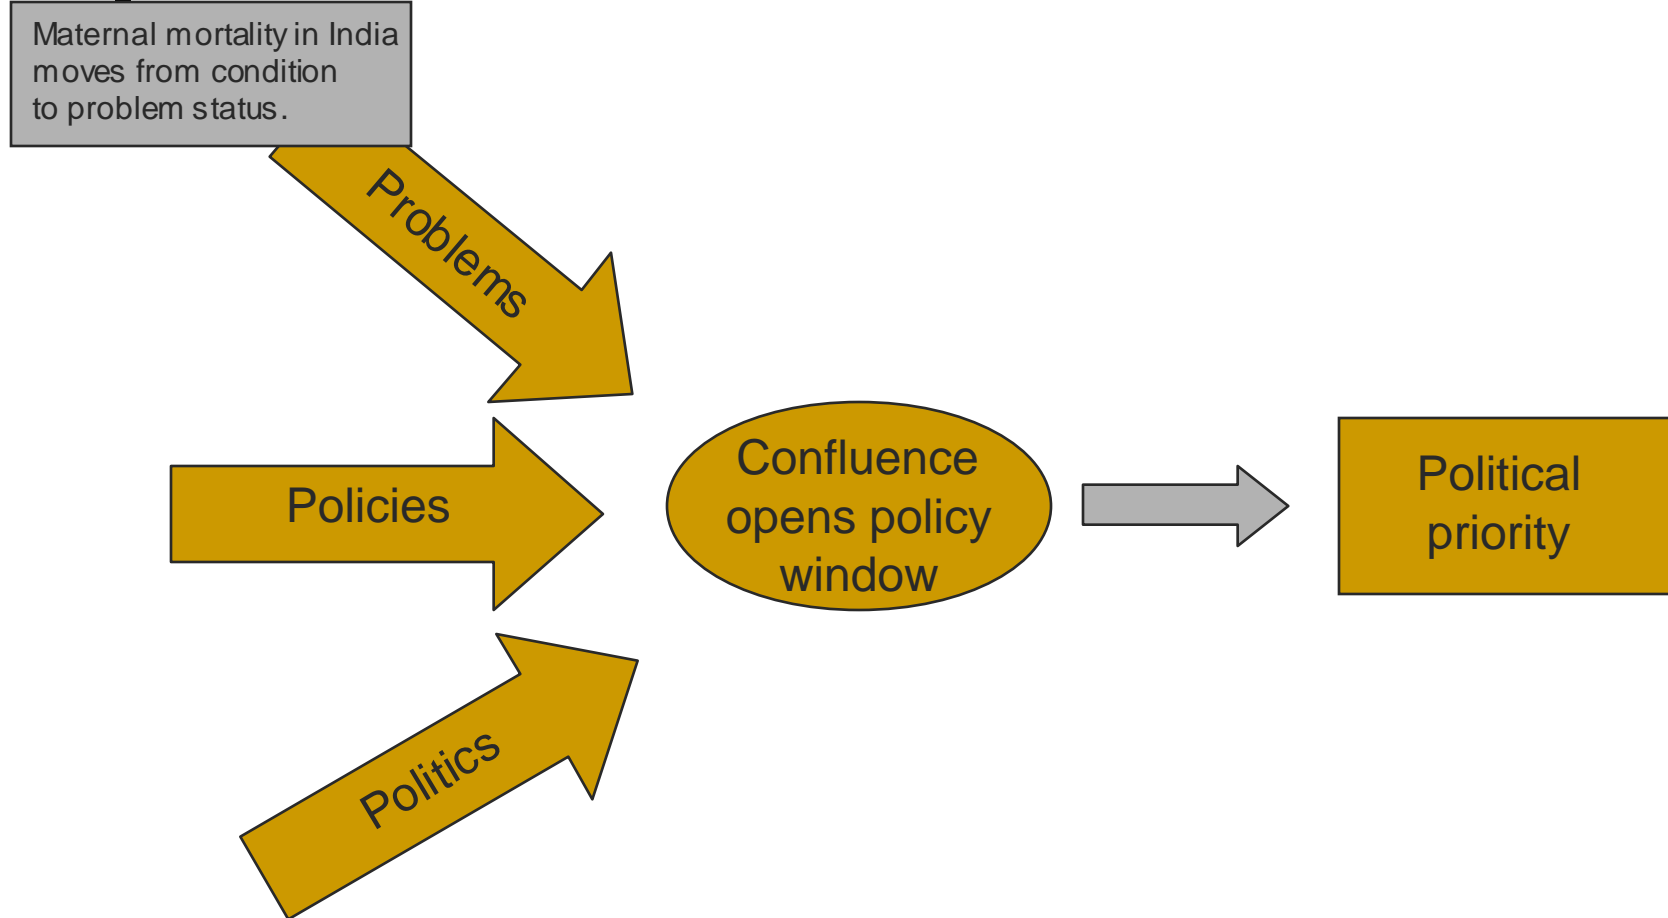 Maternal mortality in India
moves from condition
to problem status.
Problems
Policies
Politics
Confluence
opens policy
window
Political
priority